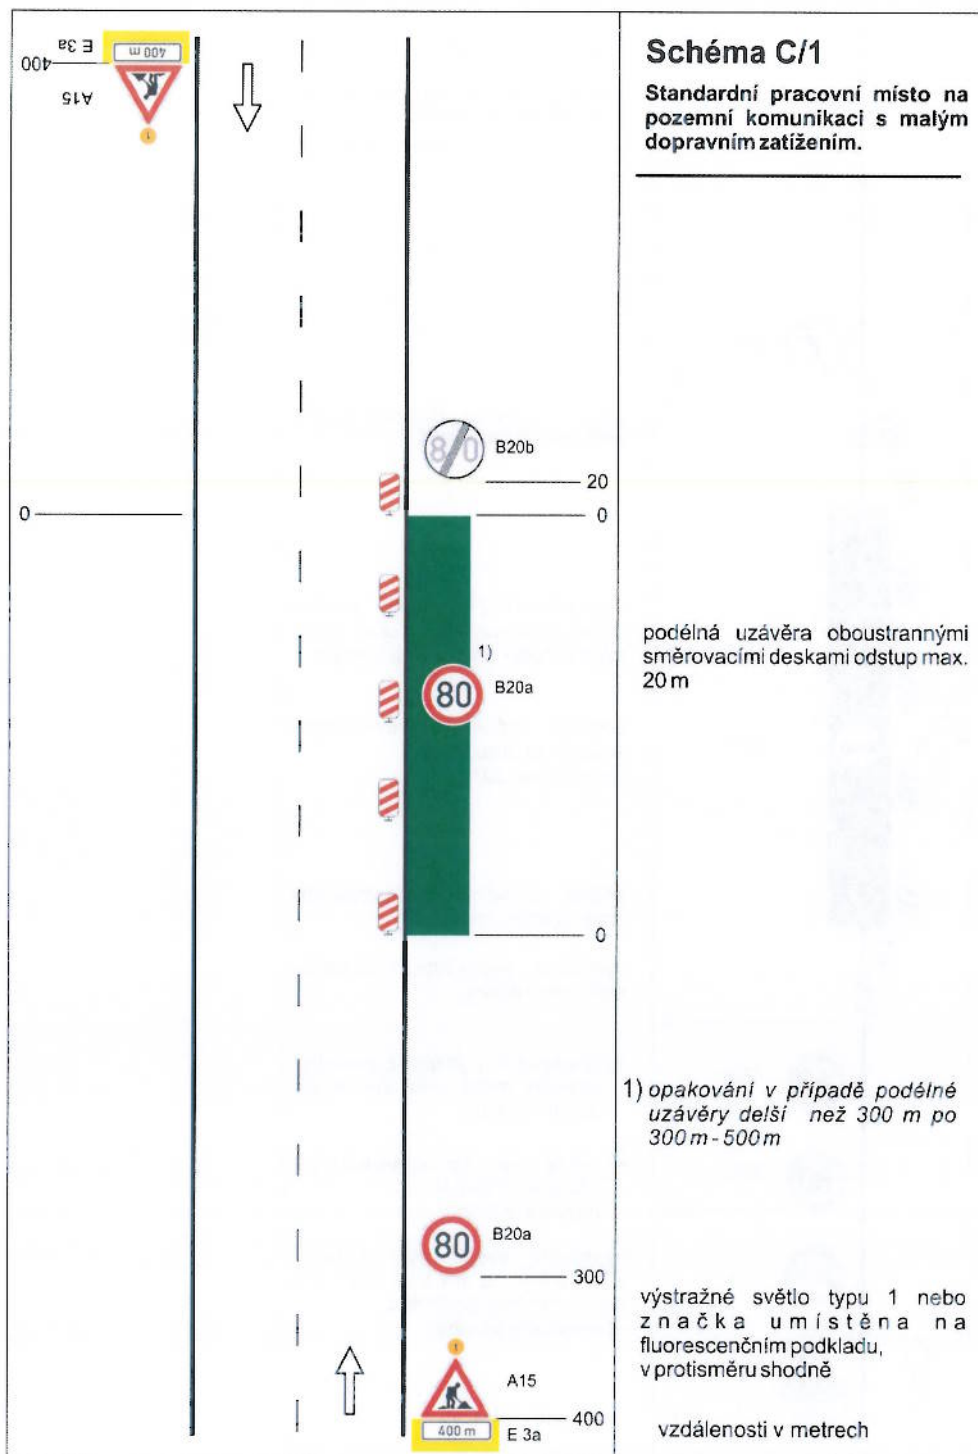 Schéma C/1
Standardní pracovní místo na
pozemní komunikaci s malým
dopravním zatížením.
E 3a
400 m
400
A15
80
B20b
20
0
0
podélná uzávěra oboustrannými
směrovacími deskami odstup max.
20 m
1)
80
B20a
0
1) opakování v případě podélné
uzávěry delší než 300 m po
300 m - 500 m
80
B20a
300
výstražné světlo typu 1 nebo
značka umístěna na
fluorescenčním podkladu,
v protisměru shodně
A15
400
400 m
E 3a
vzdálenosti v metrech